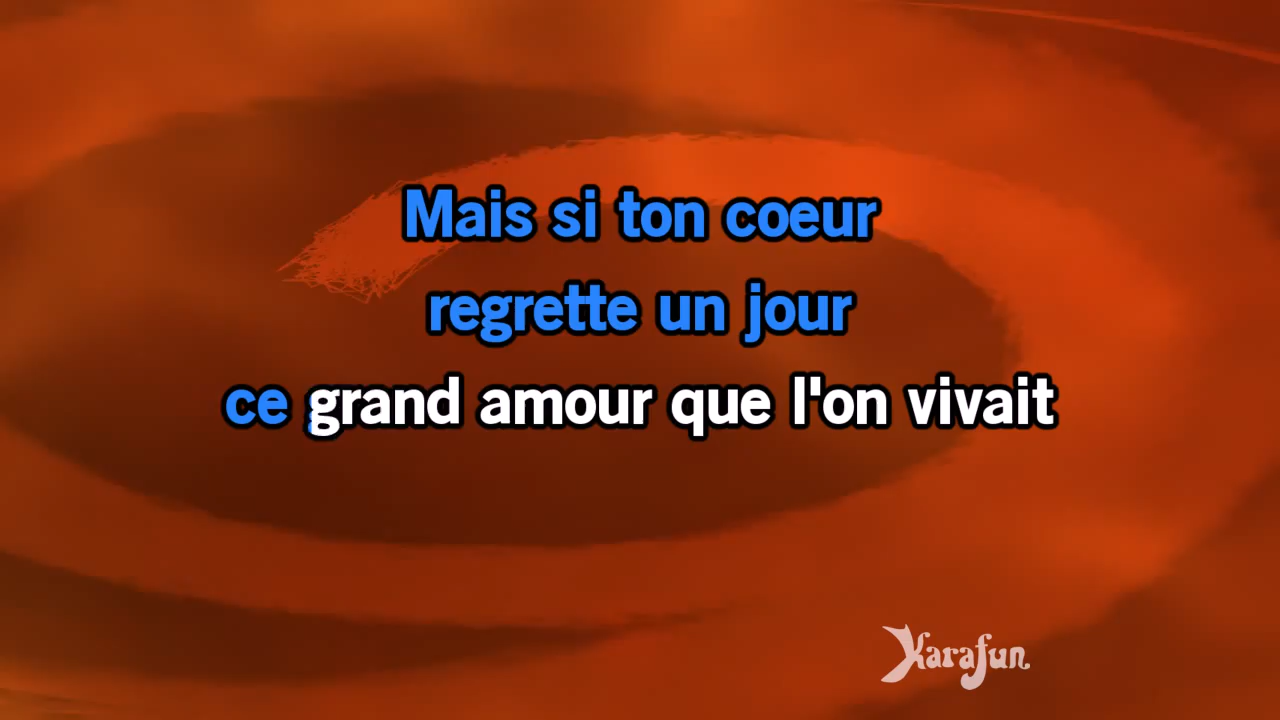 Mais si ton coeur
regrette un jour
ce grand amour que l'on vivait
Karafun